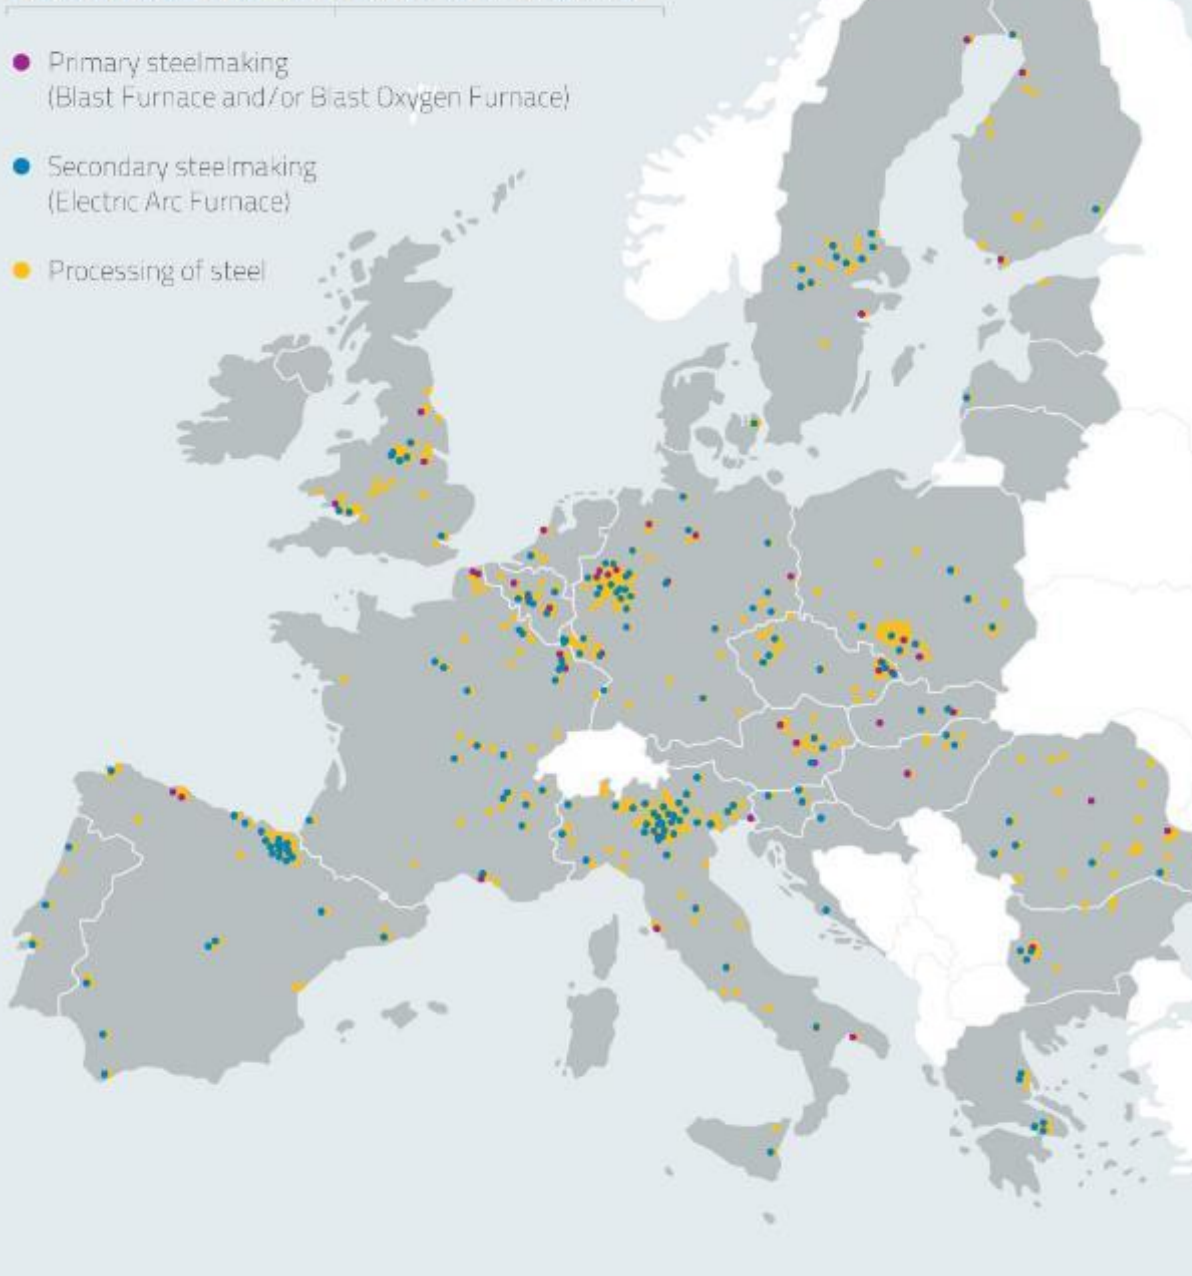 Primary steelmaking
(Blast Furnace and/or Blast Oxygen Furnace)
Secondary steelmaking
(Electric Arc Furnace)
Processing of steel